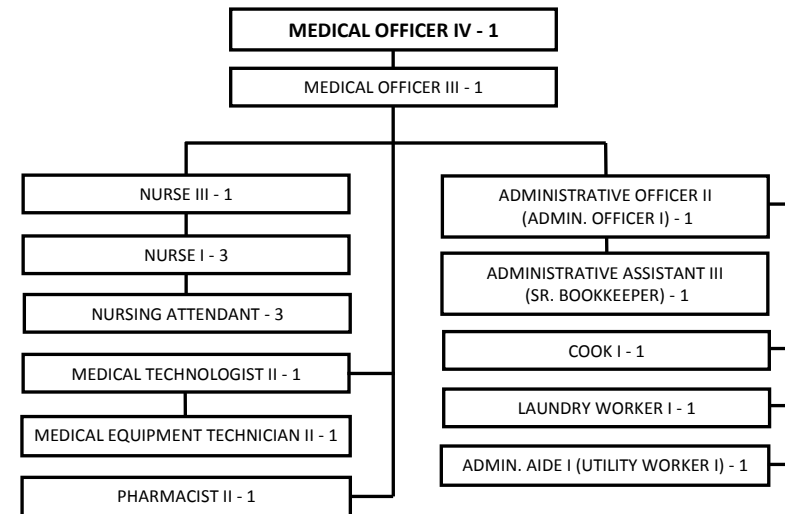 MEDICAL OFFICER IV - 1
MEDICAL OFFICER III - 1
NURSE III - 1
NURSE I - 3
NURSING ATTENDANT - 3
MEDICAL TECHNOLOGIST II - 1
MEDICAL EQUIPMENT TECHNICIAN II - 1
PHARMACIST II - 1
ADMINISTRATIVE OFFICER II
(ADMIN. OFFICER I) - 1
ADMINISTRATIVE ASSISTANT III
(SR. BOOKKEEPER) - 1
COOK I - 1
LAUNDRY WORKER I - 1
ADMIN. AIDE I (UTILITY WORKER I) - 1